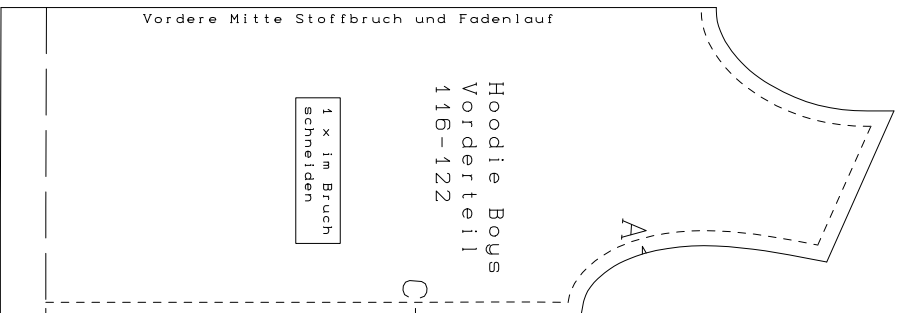 Vordere Mitte Stoffbruch und Fadenlauf
Hoodie Boys
Vorderteil
116-122
1 x im Bruch
schneiden
A
C